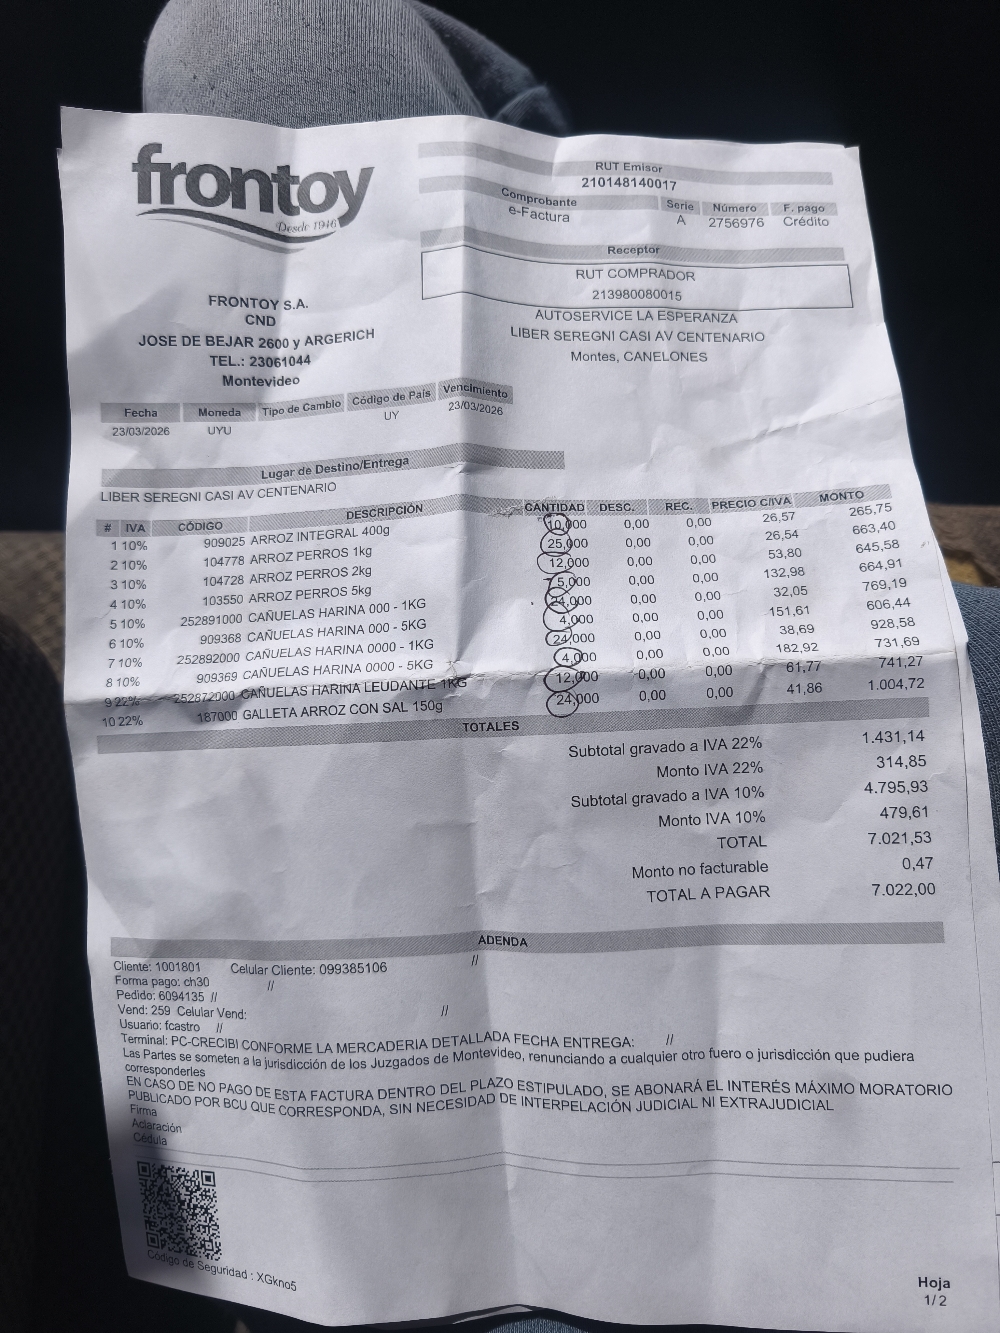 frontoy
Desde 1946
RUT Emisor
210148140017
Comprobante Serie Número F. pago
e-Factura A 2756976 Crédito
Receptor
RUT COMPRADOR
213980080015
AUTOSERVICE LA ESPERANZA
LIBER SEREGNI CASI AV CENTENARIO
Montes, CANELONES
FRONTOY S.A.
CND
JOSE DE BEJAR 2600 y ARGERICH
TEL.: 23061044
Montevideo
Fecha Moneda Tipo de Cambio Código de País Vencimiento
23/03/2026 UYU UY 23/03/2026
Lugar de Destino/Entrega
LIBER SEREGNI CASI AV CENTENARIO
# IVA CÓDIGO DESCRIPCIÓN CANTIDAD DESC. REC. PRECIO C/IVA MONTO
1 10% 909025 ARROZ INTEGRAL 400g 10,000 0,00 0,00 26,57 265,75
2 10% 104778 ARROZ PERROS 1kg 25,000 0,00 0,00 26,54 663,40
3 10% 104728 ARROZ PERROS 2kg 12,000 0,00 0,00 53,80 645,58
4 10% 103550 ARROZ PERROS 5kg 5,000 0,00 0,00 132,98 664,91
5 10% 252891000 CAÑUELAS HARINA 000 - 1KG 24,000 0,00 0,00 32,05 769,19
6 10% 909368 CAÑUELAS HARINA 000 - 5KG 4,000 0,00 0,00 151,61 606,44
7 10% 252892000 CAÑUELAS HARINA 0000 - 1KG 24,000 0,00 0,00 38,69 928,58
8 10% 909369 CAÑUELAS HARINA 0000 - 5KG 4,000 0,00 0,00 182,92 731,69
9 22% 252872000 CAÑUELAS HARINA LEUDANTE 1KG 12,000 0,00 0,00 61,77 741,27
10 22% 187000 GALLETA ARROZ CON SAL 150g 24,000 0,00 0,00 41,86 1.004,72
TOTALES
Subtotal gravado a IVA 22% 1.431,14
Monto IVA 22% 314,85
Subtotal gravado a IVA 10% 4.795,93
Monto IVA 10% 479,61
TOTAL 7.021,53
Monto no facturable 0,47
TOTAL A PAGAR 7.022,00
ADENDA
Cliente: 1001801 Celular Cliente: 099385106 //
Forma pago: ch30 //
Pedido: 6094135 //
Vend: 259 Celular Vend: //
Usuario: fcastro //
Terminal: PC-CRECIBI CONFORME LA MERCADERIA DETALLADA FECHA ENTREGA: //
Las Partes se someten a la jurisdicción de los Juzgados de Montevideo, renunciando a cualquier otro fuero o jurisdicción que pudiera
corresponderles
EN CASO DE NO PAGO DE ESTA FACTURA DENTRO DEL PLAZO ESTIPULADO, SE ABONARÁ EL INTERÉS MÁXIMO MORATORIO
PUBLICADO POR BCU QUE CORRESPONDA, SIN NECESIDAD DE INTERPELACIÓN JUDICIAL NI EXTRAJUDICIAL
Firma
Aclaración
Cédula
Código de Seguridad : XGkno5
Hoja
1/2